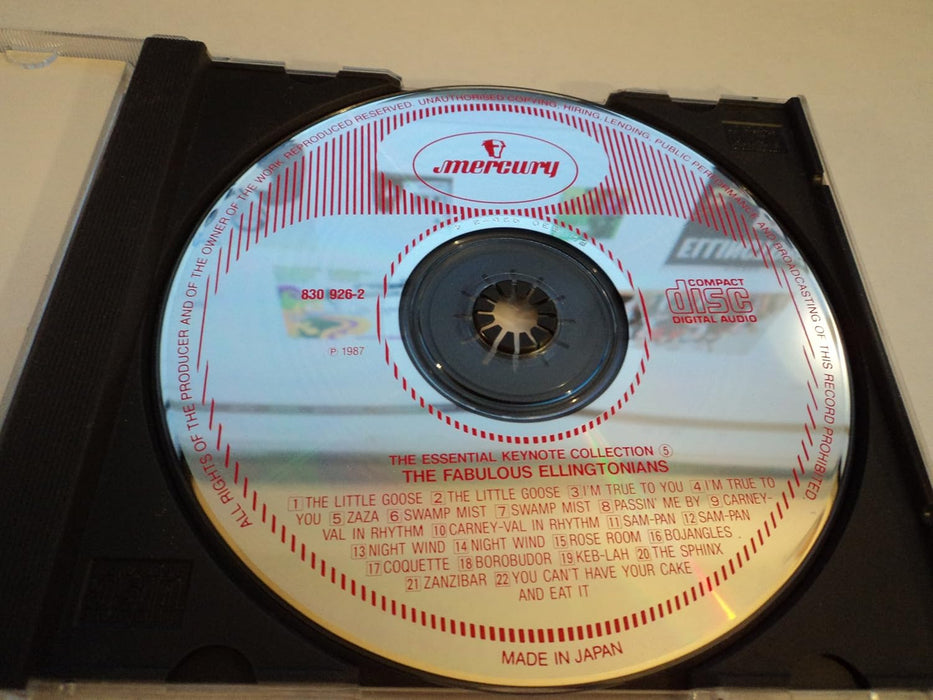 ALL RIGHTS OF THE PRODUCER AND OF THE OWNER OF THE WORK REPRODUCED RESERVED. UNAUTHORISED COPYING, HIRING, LENDING, PUBLIC PERFORMANCE AND BROADCASTING OF THIS RECORD PROHIBITED
mercury
830 926-2
COMPACT
disc
DIGITAL AUDIO
P: 1987
THE ESSENTIAL KEYNOTE COLLECTION ⑤
THE FABULOUS ELLINGTONIANS
1 THE LITTLE GOOSE 2 THE LITTLE GOOSE 3 I'M TRUE TO YOU 4 I'M TRUE TO
YOU 5 ZAZA 6 SWAMP MIST 7 SWAMP MIST 8 PASSIN' ME BY 9 CARNEY-
VAL IN RHYTHM 10 CARNEY-VAL IN RHYTHM 11 SAM-PAN 12 SAM-PAN
13 NIGHT WIND 14 NIGHT WIND 15 ROSE ROOM 16 BOJANGLES
17 COQUETTE 18 BOROBUDOR 19 KEB-LAH 20 THE SPHINX
21 ZANZIBAR 22 YOU CAN'T HAVE YOUR CAKE
AND EAT IT
MADE IN JAPAN